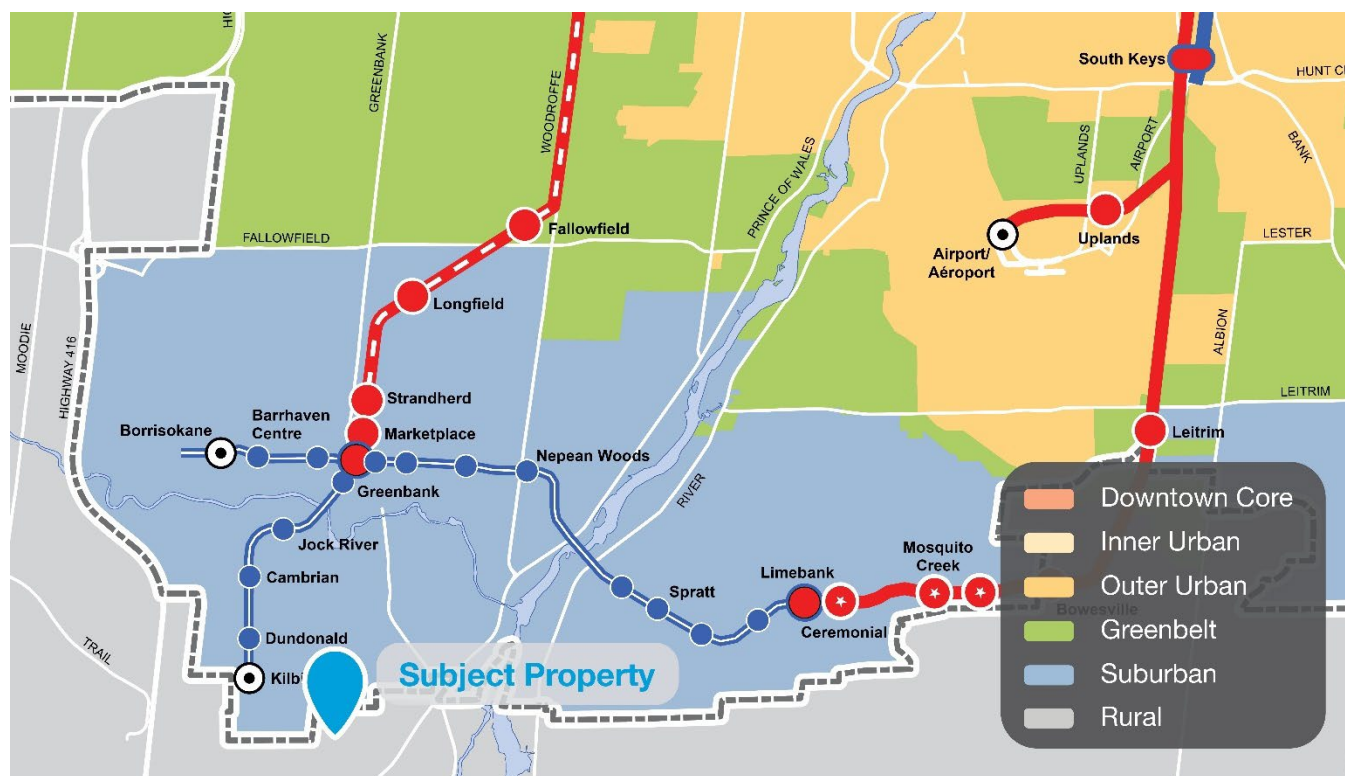 South Keys
HUNT C
GREENBANK
WOODROFFE
PRINCE OF WALES
UPLANDS
AIRPORT
BANK
Fallowfield
FALLOWFIELD
Airport/
Aéroport
Uplands
LESTER
Longfield
MOODIE
HIGHWAY 416
ALBION
LEITRIM
Strandherd
Barrhaven
Centre
Marketplace
Borrisokane
Leitrim
Nepean Woods
Greenbank
RIVER
Jock River
Mosquito
Creek
Limebank
Cambrian
Spratt
Bowesville
Ceremonial
Dundonald
TRAIL
Kilbi
Subject Property
Downtown Core
Inner Urban
Outer Urban
Greenbelt
Suburban
Rural